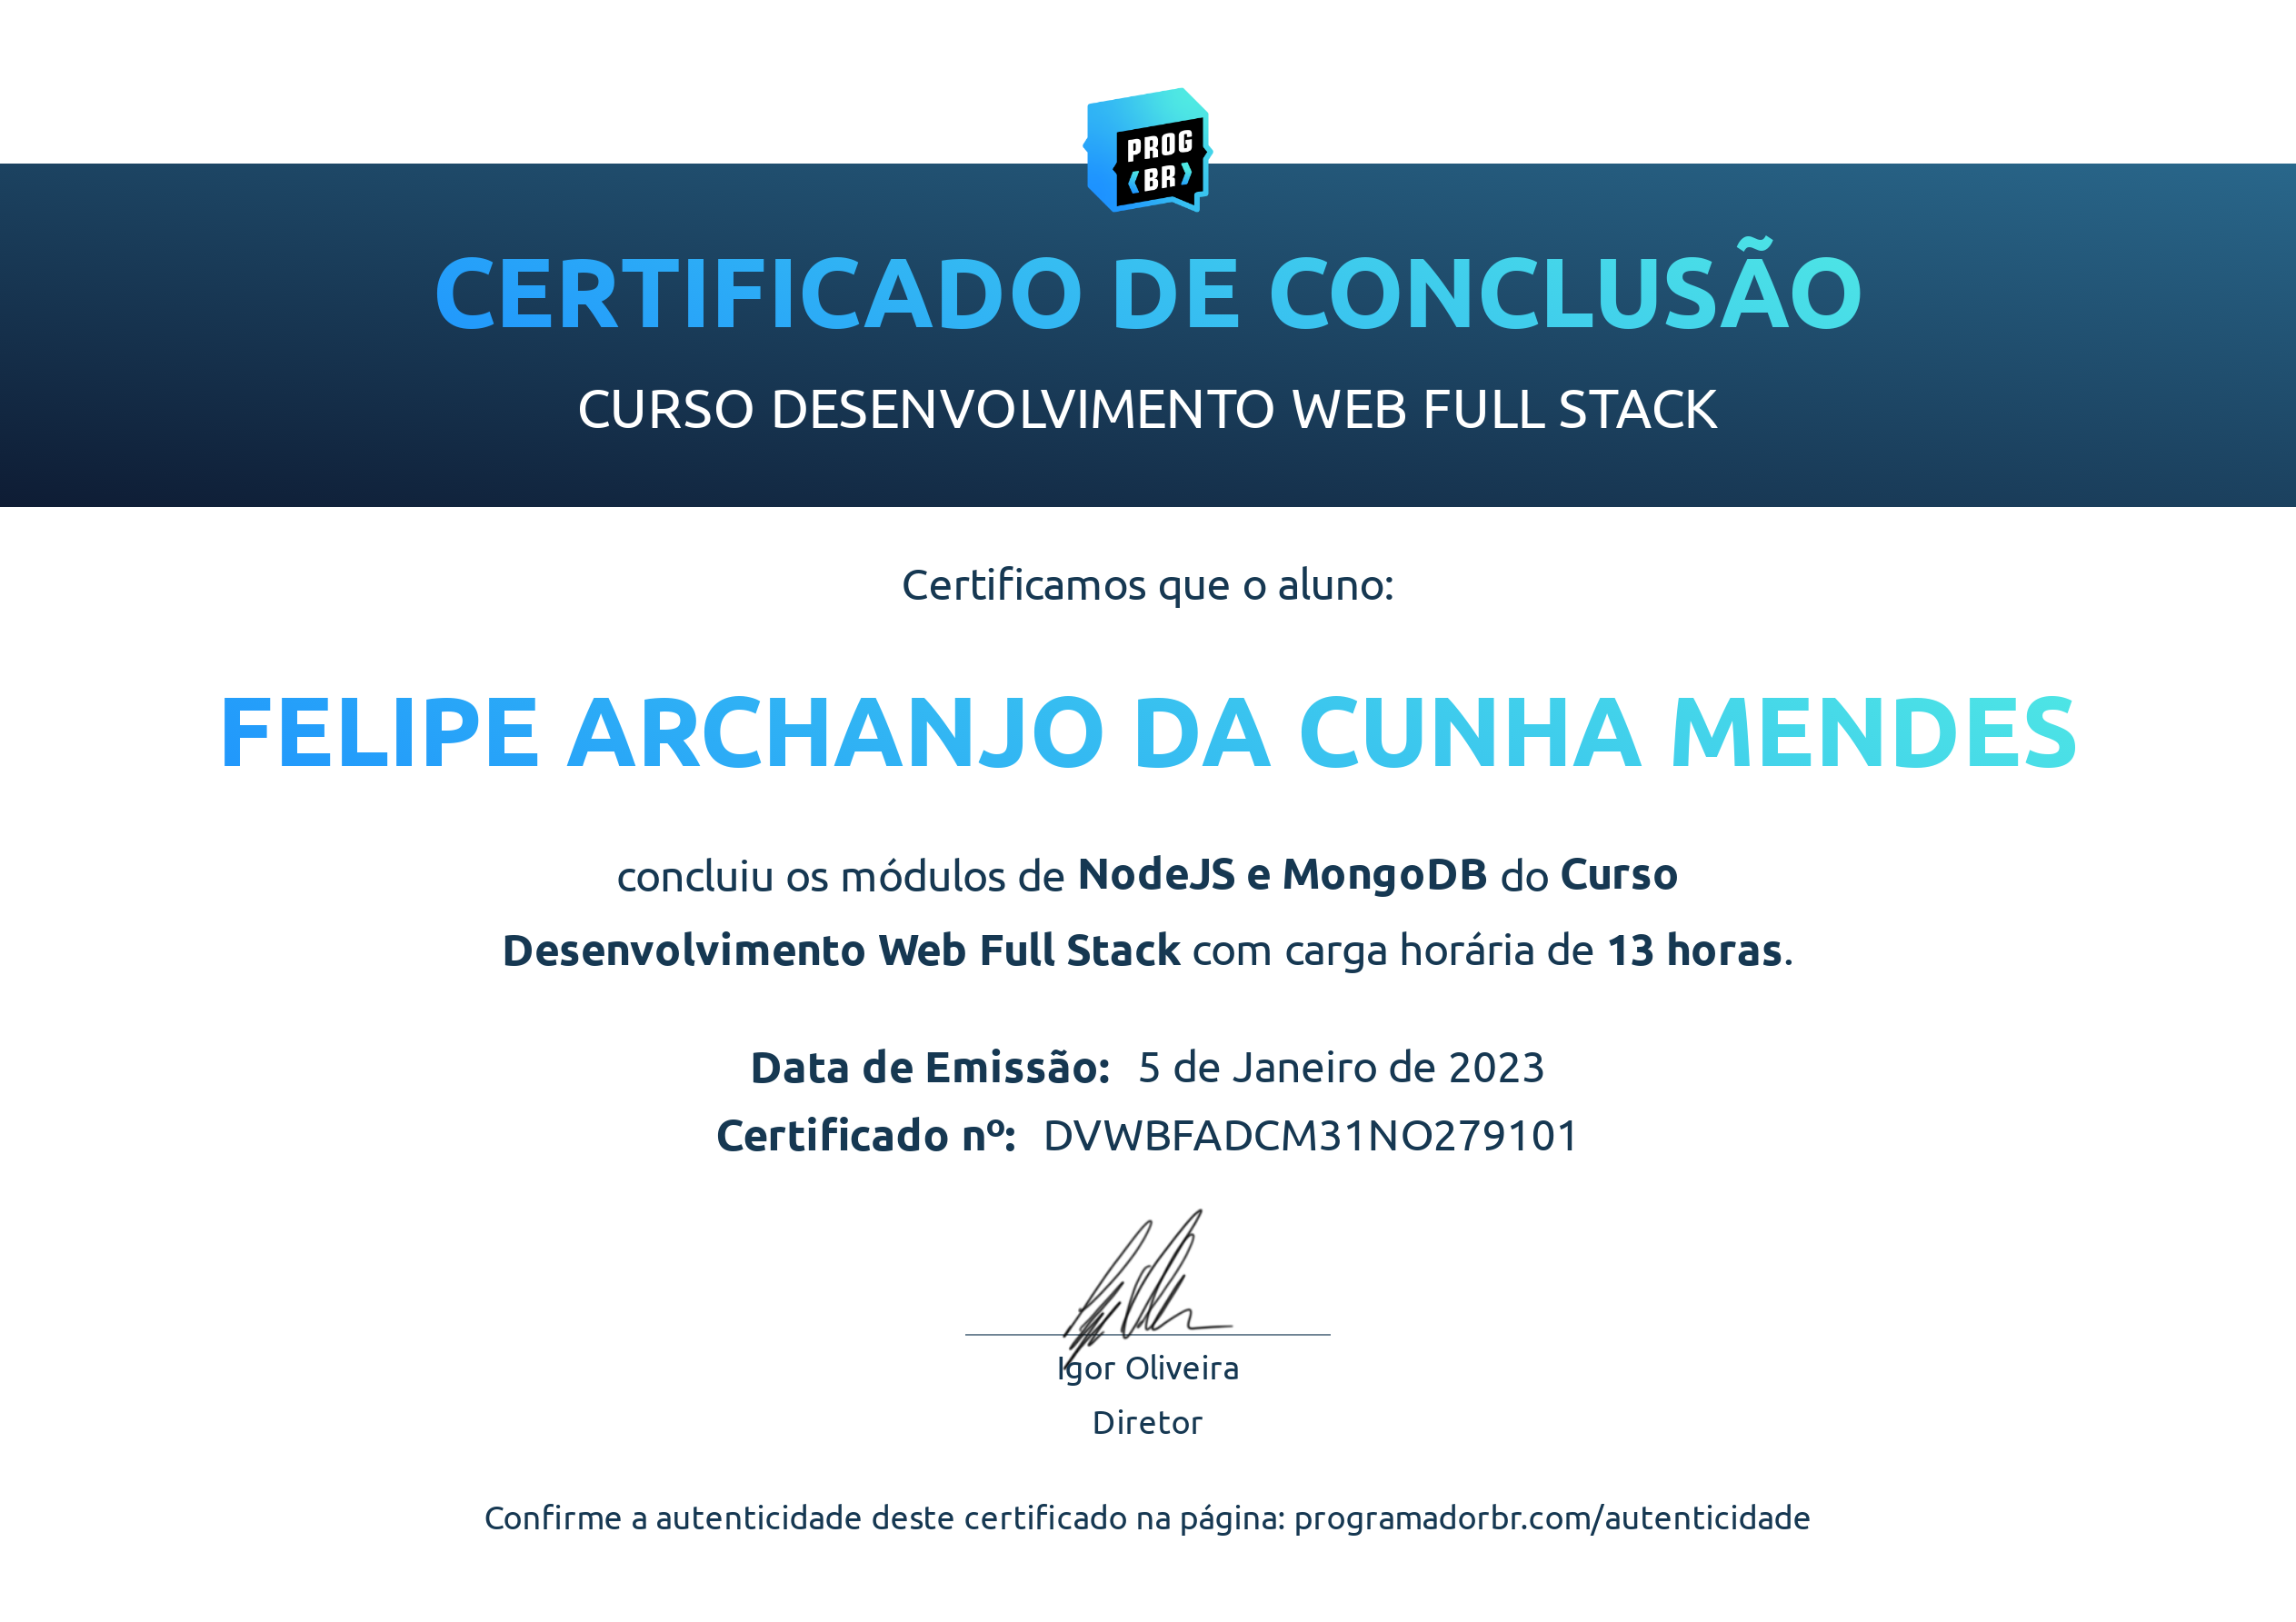 PROG
<BR>
CERTIFICADO DE CONCLUSÃO
CURSO DESENVOLVIMENTO WEB FULL STACK
Certificamos que o aluno:
FELIPE ARCHANJO DA CUNHA MENDES
concluiu os módulos de NodeJS e MongoDB do Curso
Desenvolvimento Web Full Stack com carga horária de 13 horas.
Data de Emissão: 5 de Janeiro de 2023
Certificado nº: DVWBFADCM31NO279101
Igor Oliveira
Diretor
Confirme a autenticidade deste certificado na página: programadorbr.com/autenticidade